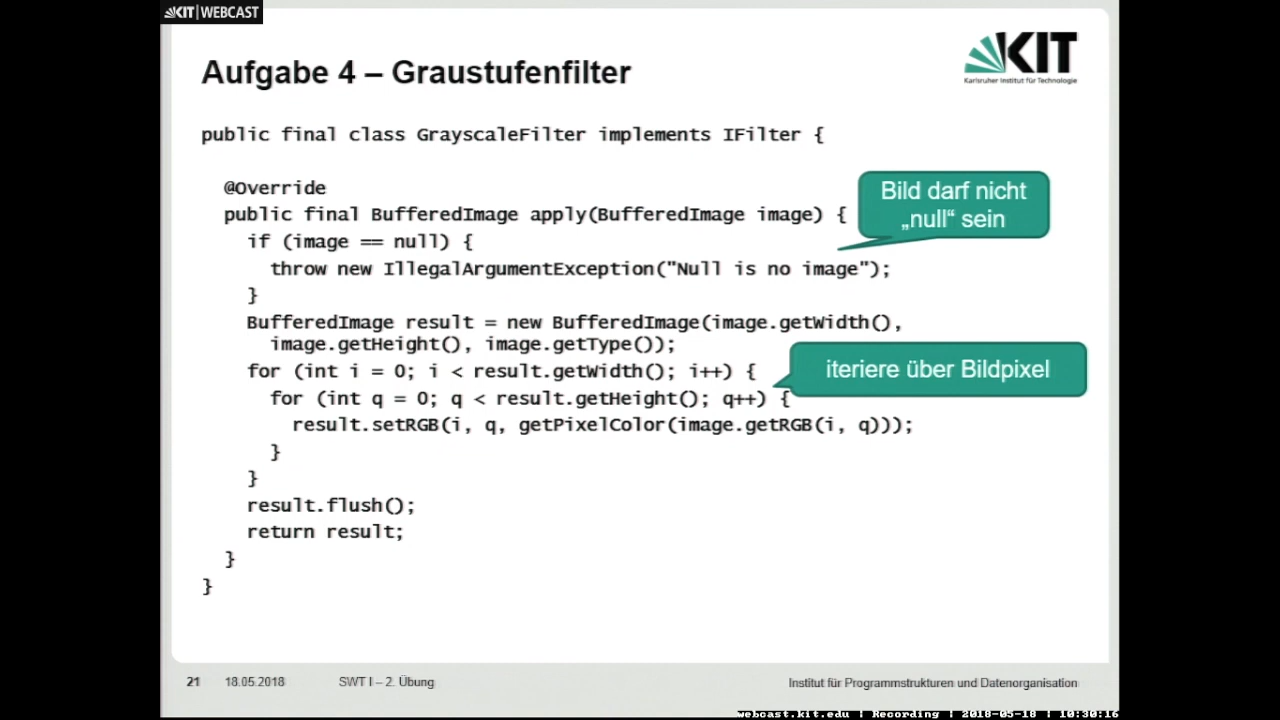 KIT|WEBCAST
Aufgabe 4 – Graustufenfilter
KIT
Karlsruher Institut für Technologie
public final class GrayscaleFilter implements IFilter {
@Override
public final BufferedImage apply(BufferedImage image) {
if (image == null) {
throw new IllegalArgumentException("Null is no image");
}
BufferedImage result = new BufferedImage(image.getWidth(),
image.getHeight(), image.getType());
for (int i = 0; i < result.getWidth(); i++) {
for (int q = 0; q < result.getHeight(); q++) {
result.setRGB(i, q, getPixelColor(image.getRGB(i, q)));
}
}
result.flush();
return result;
}
}
Bild darf nicht
„null“ sein
iteriere über Bildpixel
21 18.05.2018 SWT I – 2. Übung Institut für Programmstrukturen und Datenorganisation
webcast.kit.edu | Recording | 2018-05-18 | 10:30:16